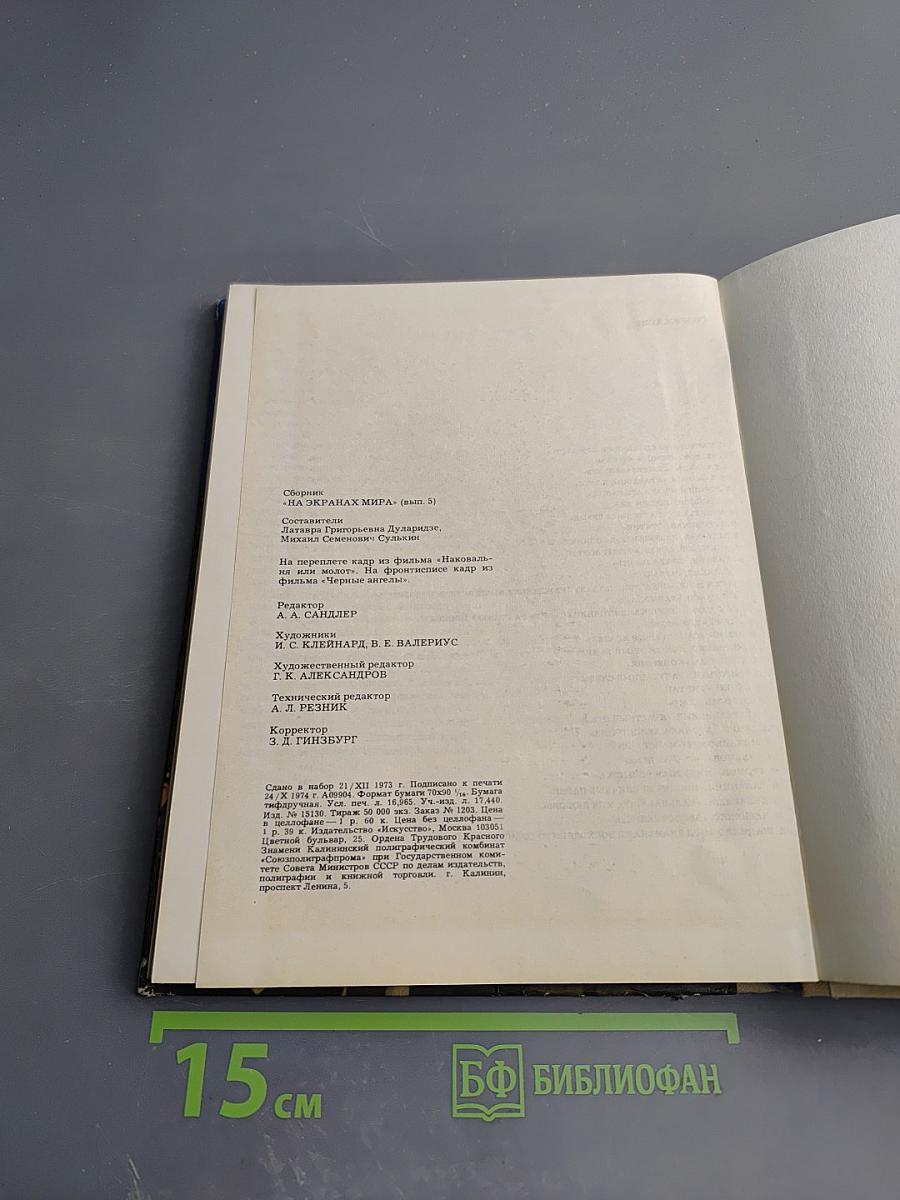 Сборник
«НА ЭКРАНАХ МИРА» (вып. 5)
Составители
Латавра Григорьевна Дуларидзе,
Михаил Семенович Сулькин
На переплете кадр из фильма «Наковаль-
ня или молот». На фронтисписе кадр из
фильма «Черные ангелы».
Редактор
А. А. САНДЛЕР
Художники
И. С. КЛЕЙНАРД, В. Е. ВАЛЕРИУС
Художественный редактор
Г. К. АЛЕКСАНДРОВ
Технический редактор
А. Л. РЕЗНИК
Корректор
З. Д. ГИНЗБУРГ
Сдано в набор 21/XII 1973 г. Подписано к печати
24/X 1974 г. А09904. Формат бумаги 70х90 1/16. Бумага
тифдручная. Усл. печ. л. 16,965. Уч.-изд. л. 17,440.
Изд. № 15130. Тираж 50 000 экз. Заказ № 1203. Цена
в целлофане — 1 р. 60 к. Цена без целлофана —
1 р. 39 к. Издательство «Искусство», Москва 103051
Цветной бульвар, 25. Ордена Трудового Красного
Знамени Калининский полиграфический комбинат
«Союзполиграфпрома» при Государственном коми-
тете Совета Министров СССР по делам издательств,
полиграфии и книжной торговли. г. Калинин,
проспект Ленина, 5.
15 см
БФ БИБЛИОФАН